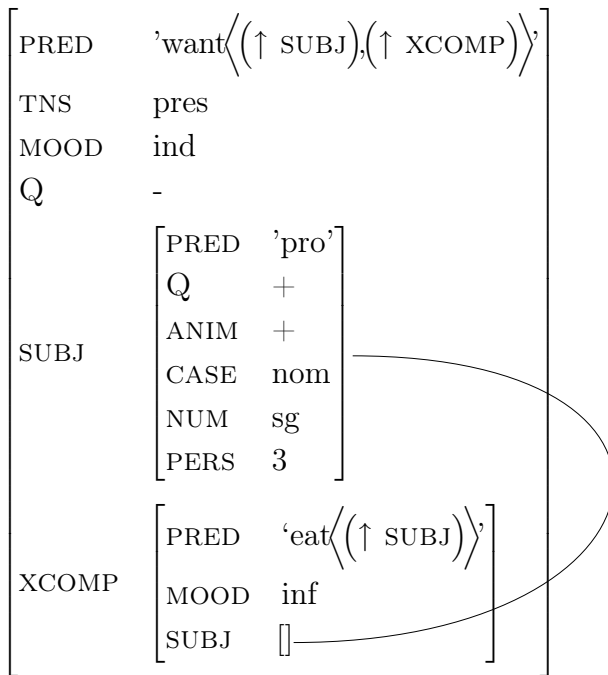 PRED 'want⟨(↑ SUBJ),(↑ XCOMP)⟩’
TNS pres
MOOD ind
Q -
PRED ’pro’
Q +
ANIM +
SUBJ
CASE nom
NUM sg
PERS 3
PRED ‘eat⟨(↑ SUBJ)⟩’
XCOMP
MOOD inf
SUBJ []